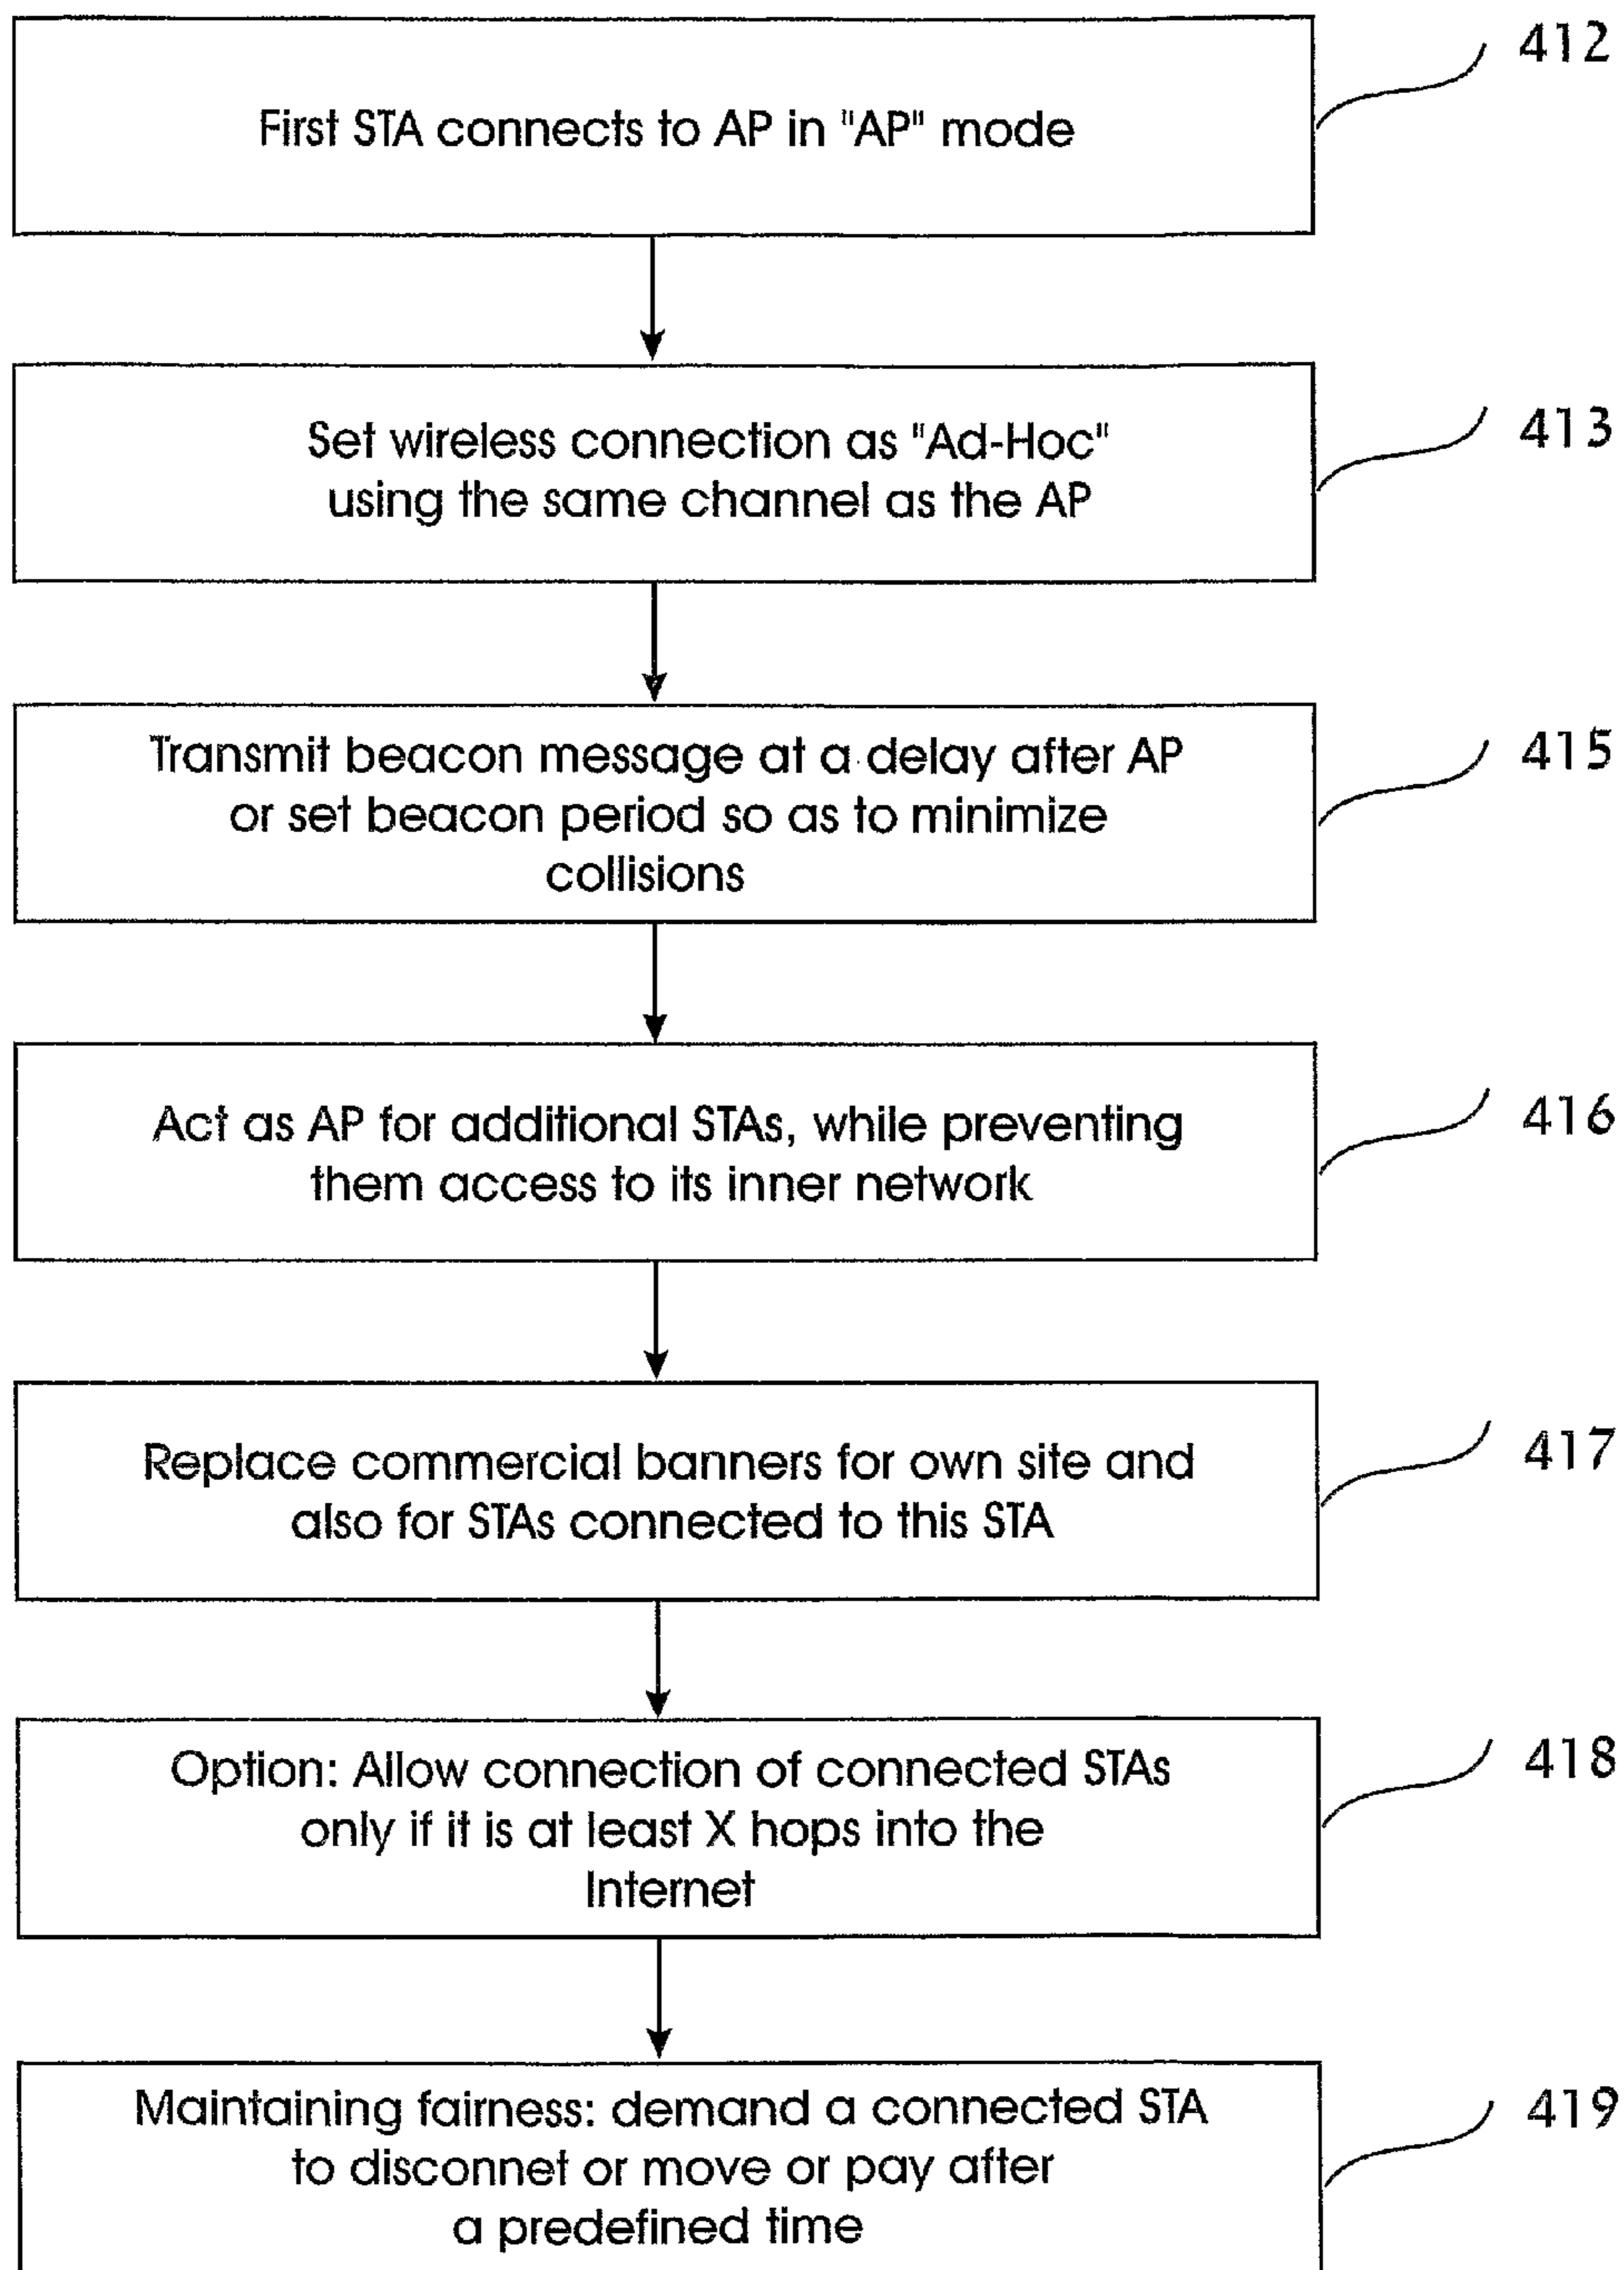 412
First STA connects to AP in "AP" mode
413
Set wireless connection as "Ad-Hoc"
using the same channel as the AP
415
Transmit beacon message at a delay after AP
or set beacon period so as to minimize
collisions
416
Act as AP for additional STAs, while preventing
them access to its inner network
417
Replace commercial banners for own site and
also for STAs connected to this STA
418
Option: Allow connection of connected STAs
only if it is at least X hops into the
Internet
419
Maintaining fairness: demand a connected STA
to disconnet or move or pay after
a predefined time